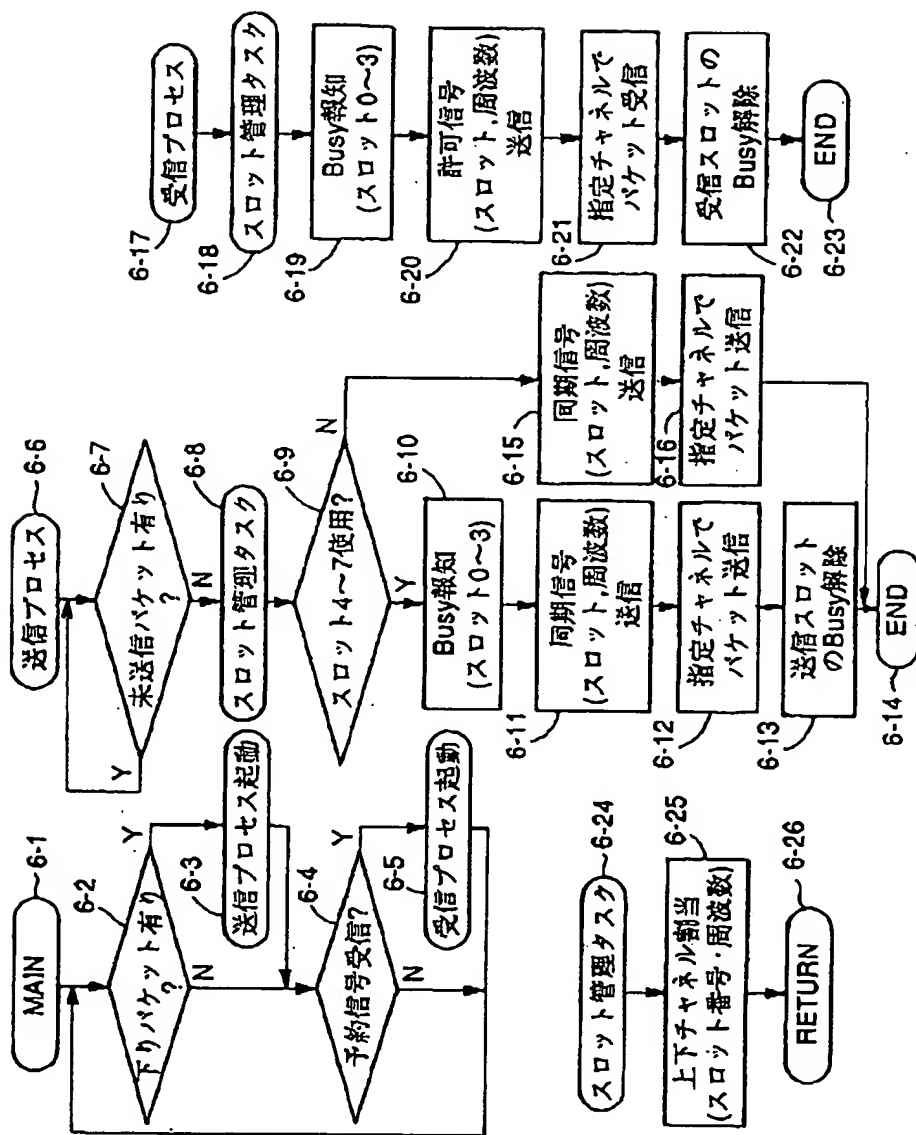 MAIN
6-1
下りパケット有り
?
6-2
Y
N
送信プロセス起動
6-3
予約信号受信?
6-4
Y
N
受信プロセス起動
6-5
送信プロセス
6-6
未送信パケット有り
?
6-7
Y
N
スロット管理タスク
6-8
スロット4～7使用?
6-9
N
Y
Busy報知
(スロット0～3)
6-10
同期信号
(スロット,周波数)
送信
6-11
指定チャネルで
パケット送信
6-12
送信スロット
のBusy解除
6-13
END
6-14
同期信号
(スロット,周波数)
送信
6-15
指定チャネルで
パケット送信
6-16
受信プロセス
6-17
スロット管理タスク
6-18
Busy報知
(スロット0～3)
6-19
許可信号
(スロット,周波数)
送信
6-20
指定チャネルで
パケット受信
6-21
受信スロットの
Busy解除
6-22
END
6-23
スロット管理タスク
6-24
上下チャネル割当
(スロット番号・周波数)
6-25
RETURN
6-26